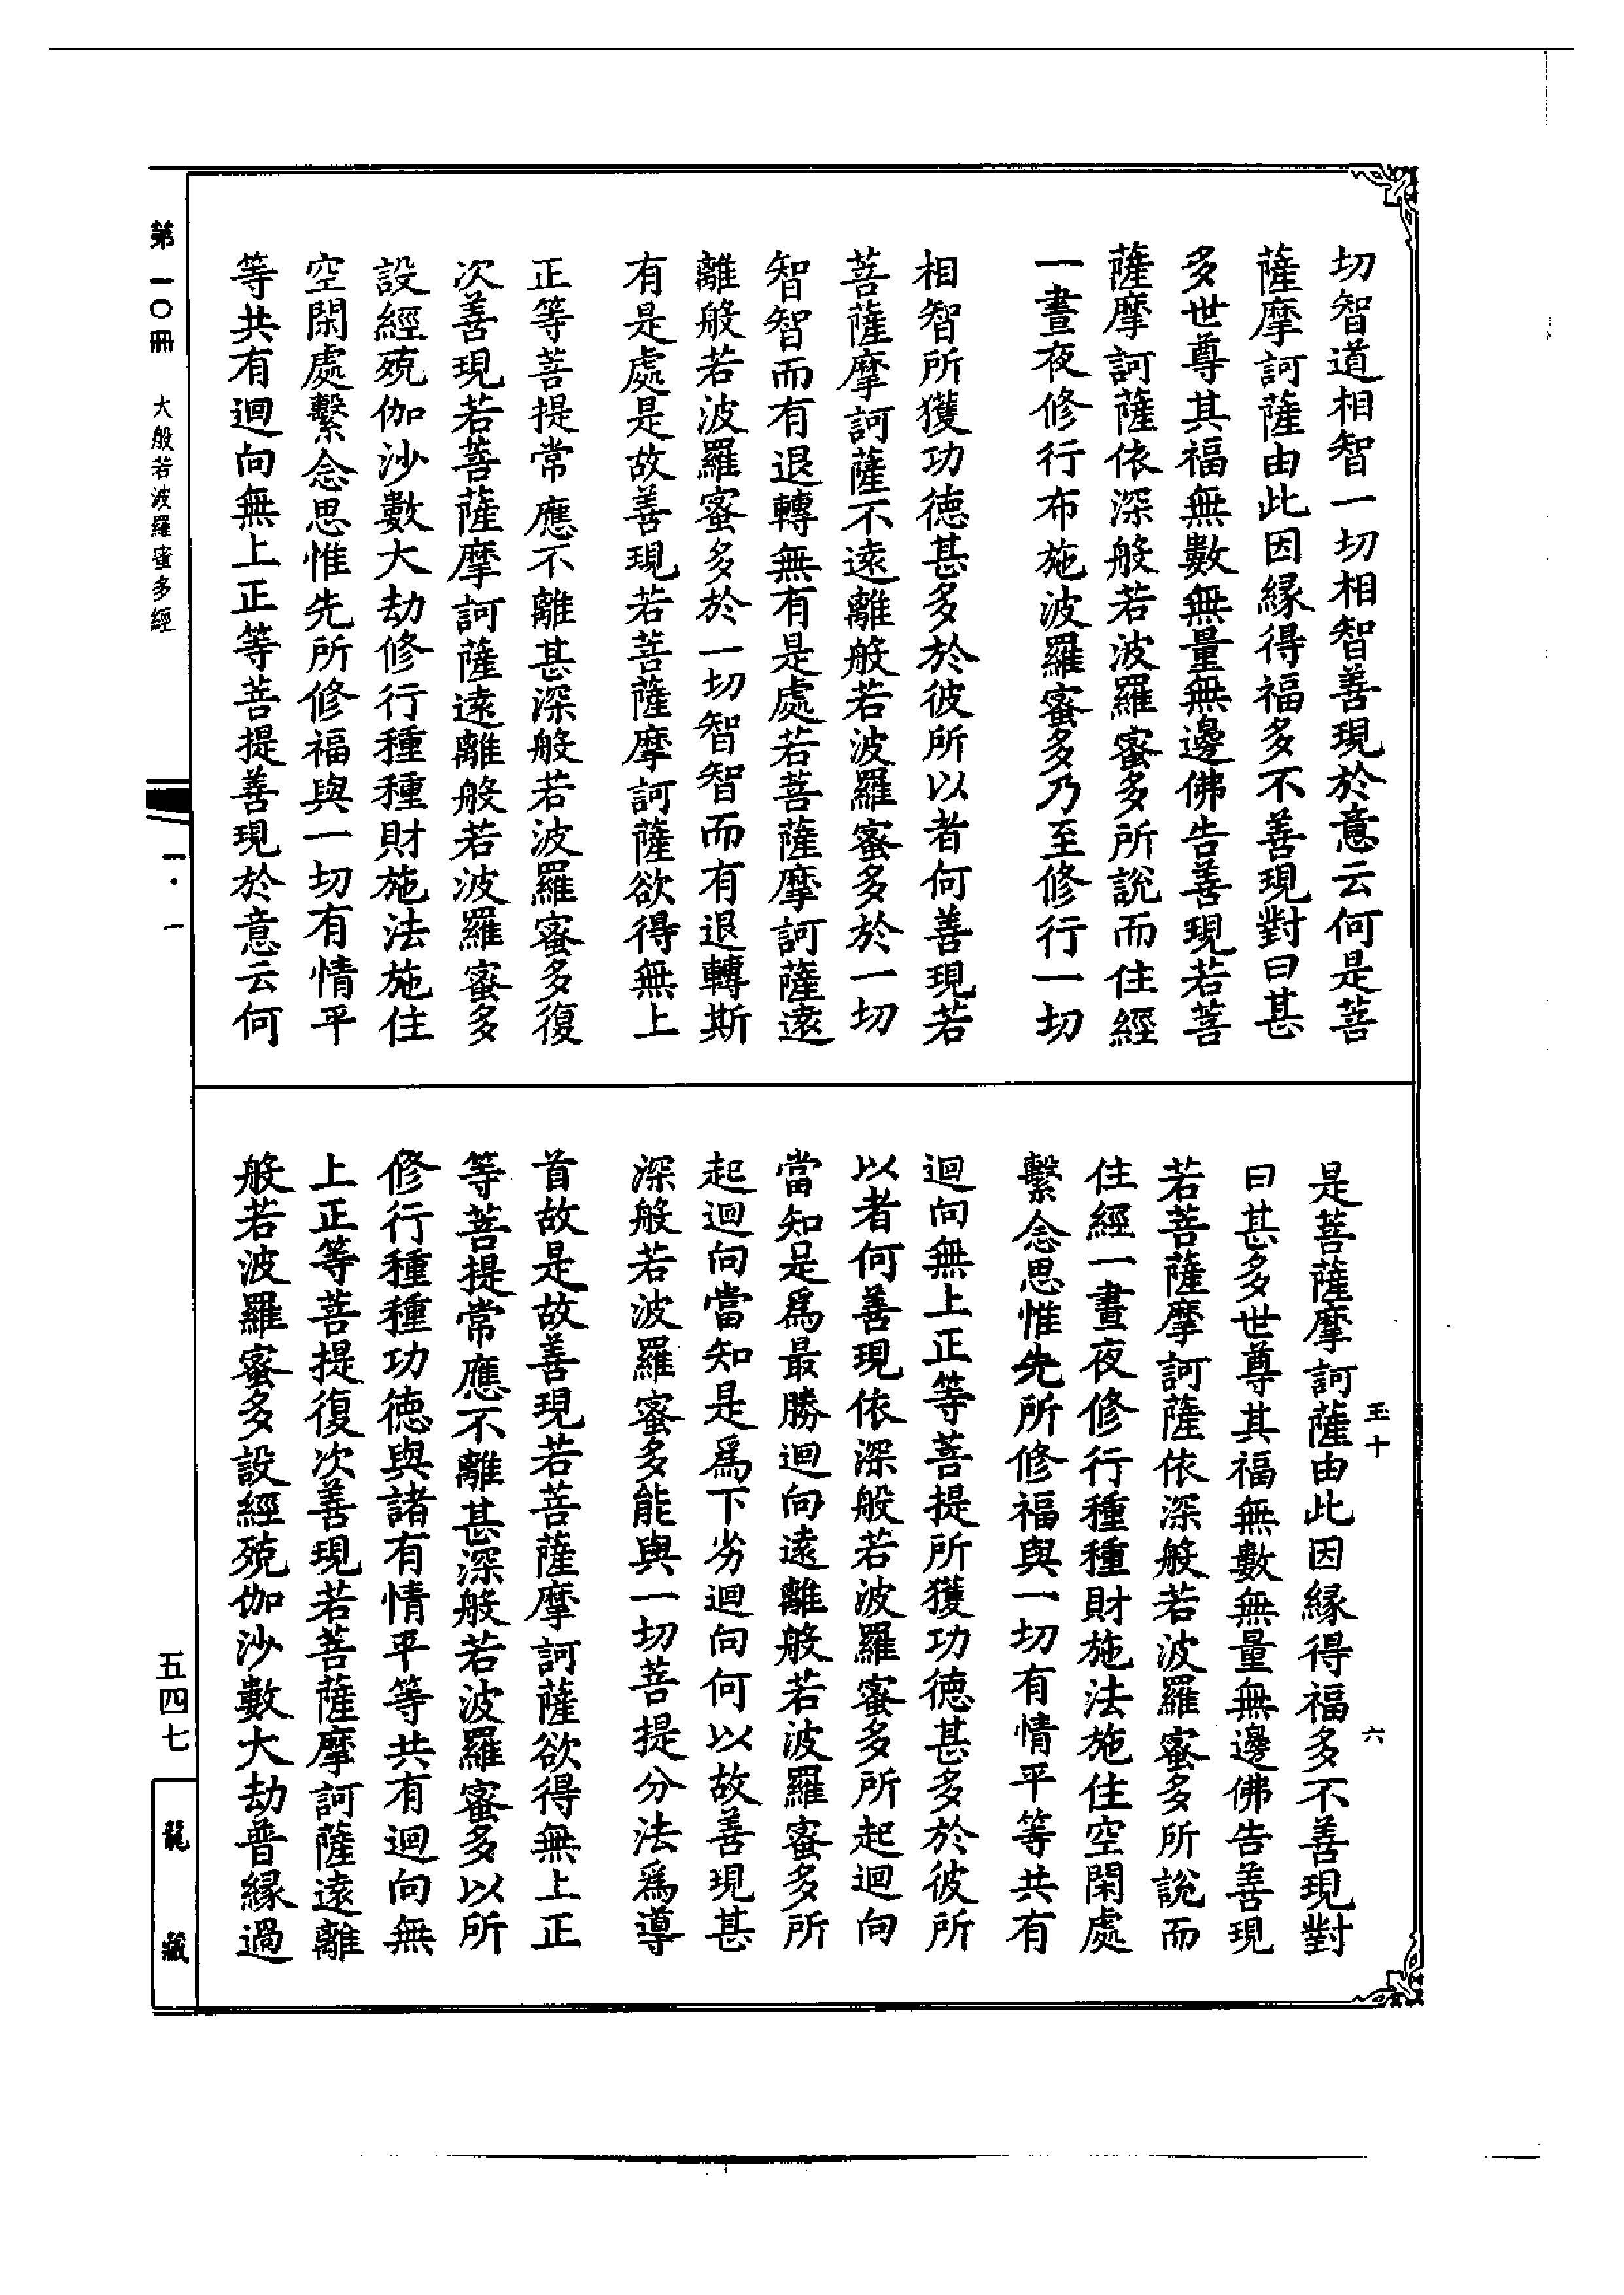 切智道相智一切相智善現於意云何是菩
薩摩訶薩由此因緣得福多不善現對曰甚
多世尊其福無數無量無邊佛告善現若菩
薩摩訶薩依深般若波羅蜜多所說而住經
一晝夜修行布施波羅蜜多乃至修行一切
相智所獲功德甚多於彼所以者何善現若
菩薩摩訶薩不遠離般若波羅蜜多於一切
智智而有退轉無有是處若菩薩摩訶薩遠
離般若波羅蜜多於一切智智而有退轉斯
有是處是故善現若菩薩摩訶薩欲得無上
正等菩提常應不離甚深般若波羅蜜多復
次善現若菩薩摩訶薩遠離般若波羅蜜多
設經殑伽沙數大劫修行種種財施法施住
空閑處繫念思惟先所修福與一切有情平
等共有迴向無上正等菩提善現於意云何
是菩薩摩訶薩由此因緣得福多不善現對
曰甚多世尊其福無數無量無邊佛告善現
若菩薩摩訶薩依深般若波羅蜜多所說而
住經一晝夜修行種種財施法施住空閑處
繫念思惟先所修福與一切有情平等共有
迴向無上正等菩提所獲功德甚多於彼所
以者何善現依深般若波羅蜜多所起迴向
當知是爲最勝迴向遠離般若波羅蜜多所
起迴向當知是爲下劣迴向何以故善現甚
深般若波羅蜜多能與一切菩提分法爲導
首故是故善現若菩薩摩訶薩欲得無上正
等菩提常應不離甚深般若波羅蜜多以所
修行種種功德與諸有情平等共有迴向無
上正等菩提復次善現若菩薩摩訶薩遠離
般若波羅蜜多設經殑伽沙數大劫普緣過
玉十 六
第一〇冊 大般若波羅蜜多經
一·一
五四七
龍藏